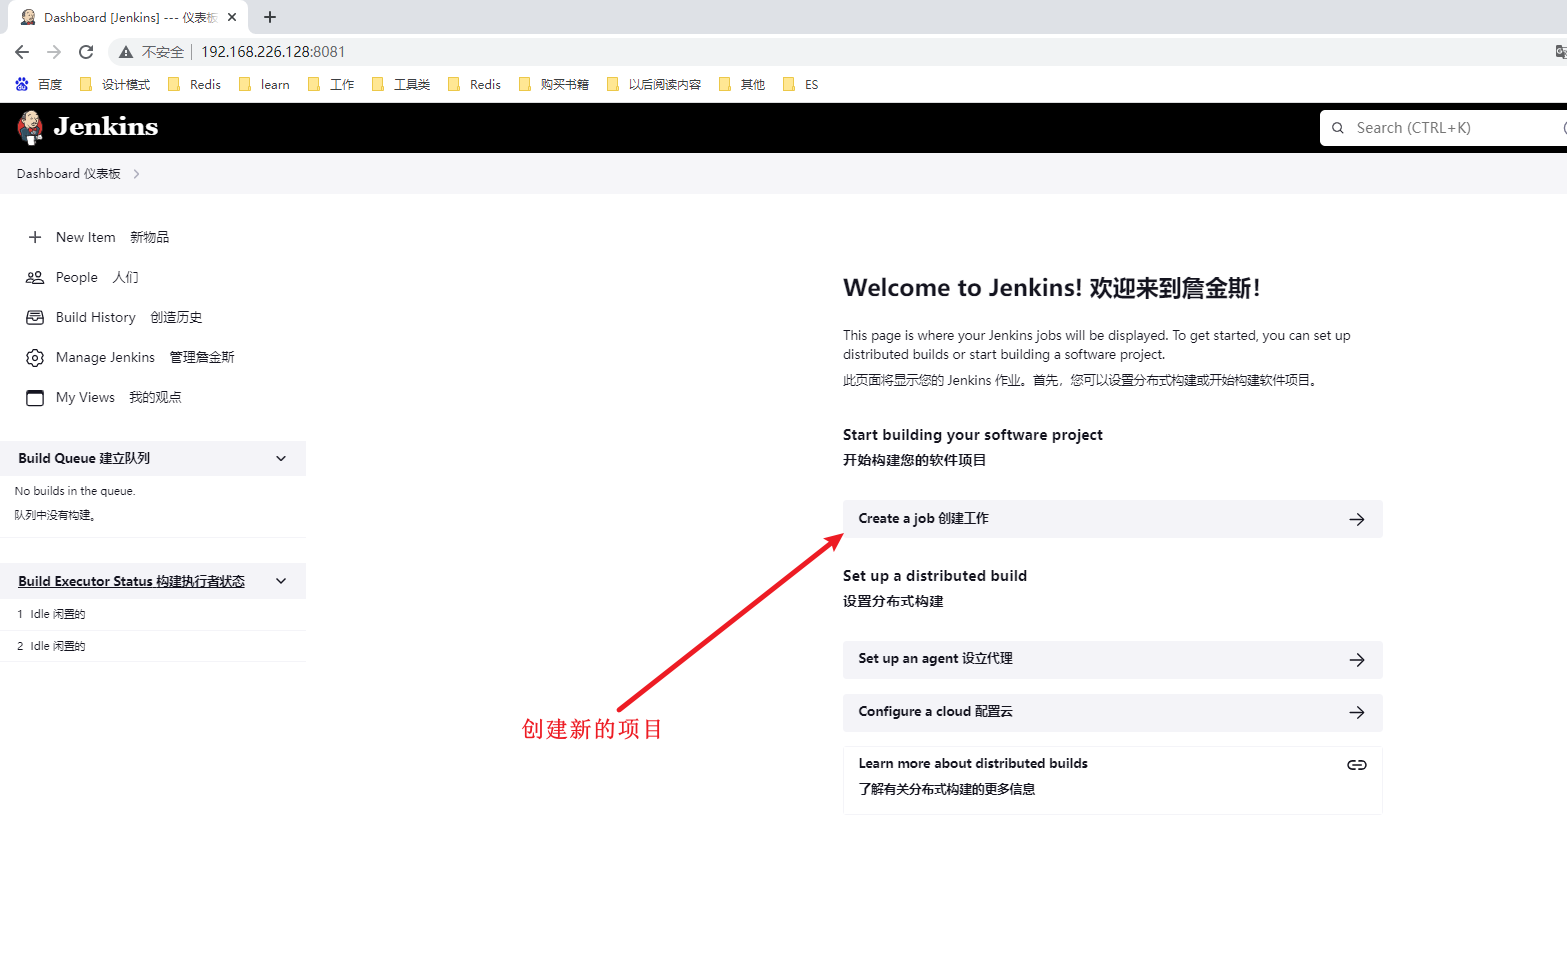 Dashboard [Jenkins] --- 仪表板
不安全 192.168.226.128:8081
百度 设计模式 Redis learn 工作 工具类 Redis 购买书籍 以后阅读内容 其他 ES
Jenkins
Search (CTRL+K)
Dashboard 仪表板
New Item 新物品
People 人们
Build History 创造历史
Manage Jenkins 管理詹金斯
My Views 我的观点
Build Queue 建立队列
No builds in the queue.
队列中没有构建。
Build Executor Status 构建执行者状态
1 Idle 闲置的
2 Idle 闲置的
Welcome to Jenkins! 欢迎来到詹金斯！
This page is where your Jenkins jobs will be displayed. To get started, you can set up
distributed builds or start building a software project.
此页面将显示您的 Jenkins 作业。首先，您可以设置分布式构建或开始构建软件项目。
Start building your software project
开始构建您的软件项目
Create a job 创建工作
Set up a distributed build
设置分布式构建
Set up an agent 设立代理
Configure a cloud 配置云
Learn more about distributed builds
了解有关分布式构建的更多信息
创建新的项目